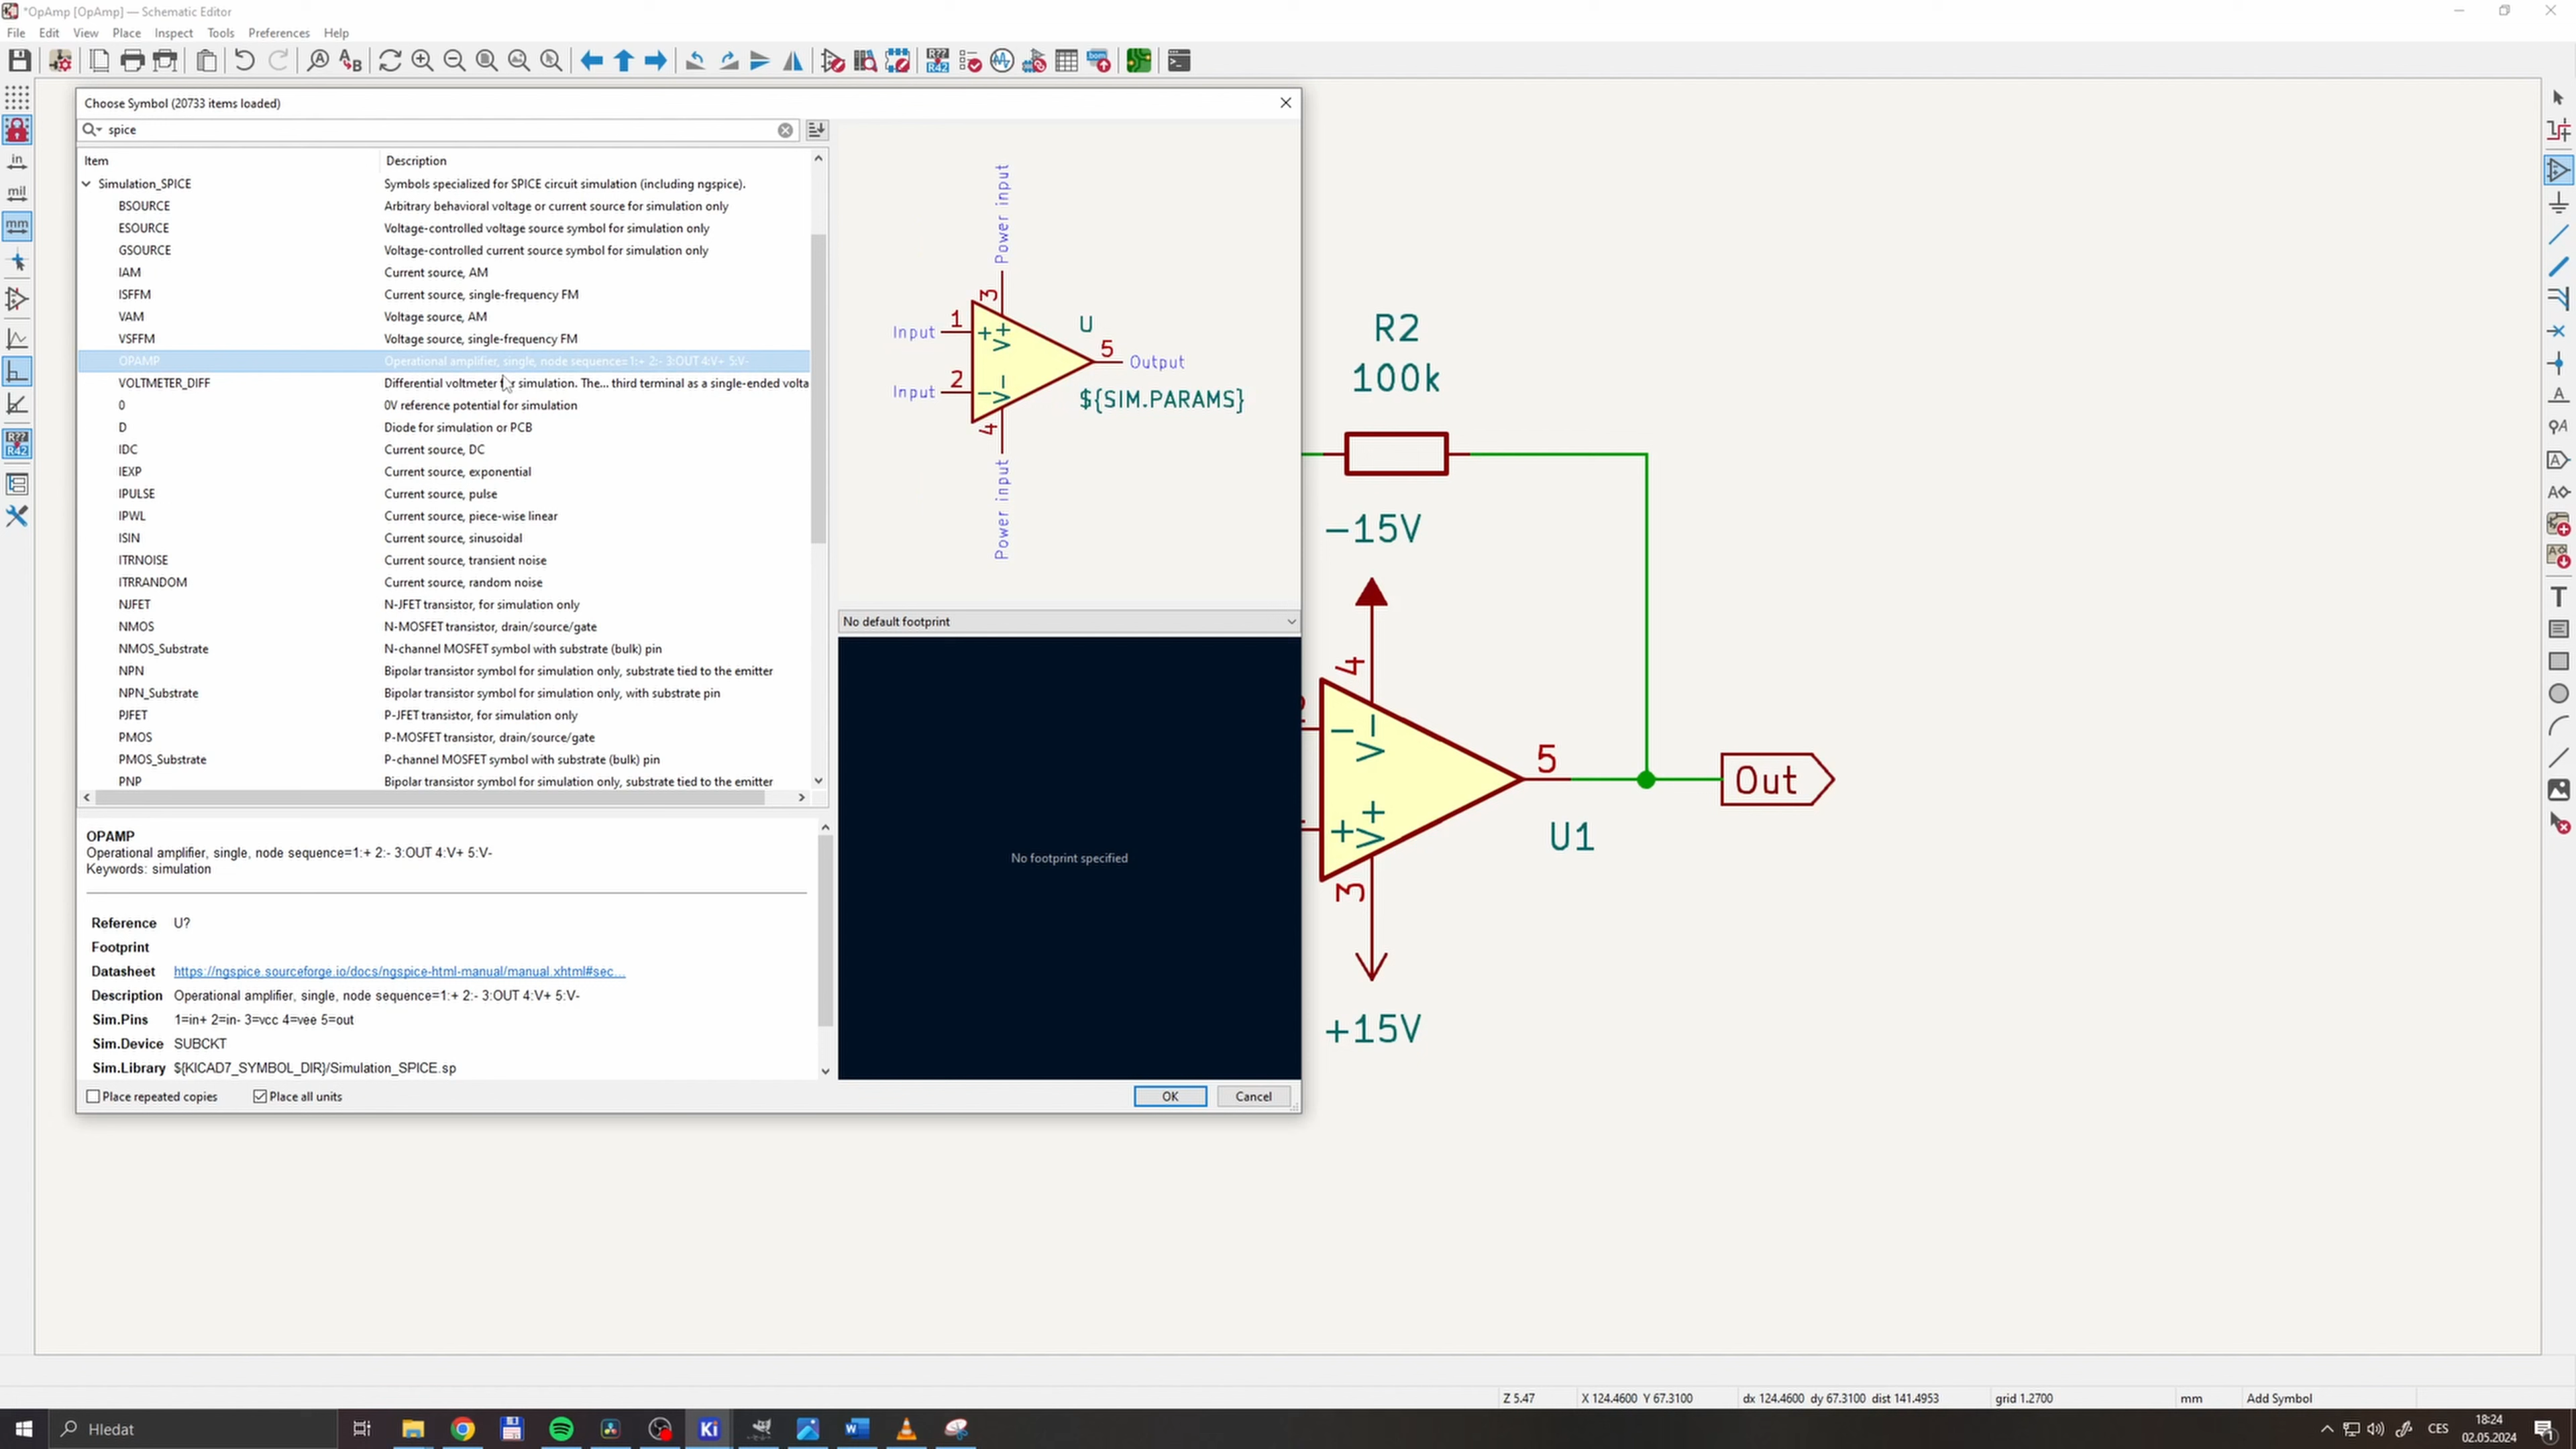 *OpAmp [OpAmp] — Schematic Editor
File Edit View Place Inspect Tools Preferences Help
Choose Symbol (20733 items loaded)
spice
Item Description
Simulation_SPICE Symbols specialized for SPICE circuit simulation (including ngspice).
BSOURCE Arbitrary behavioral voltage or current source for simulation only
ESOURCE Voltage-controlled voltage source symbol for simulation only
GSOURCE Voltage-controlled current source symbol for simulation only
IAM Current source, AM
ISFFM Current source, single-frequency FM
VAM Voltage source, AM
VSFFM Voltage source, single-frequency FM
OPAMP Operational amplifier, single, node sequence=1:+ 2:- 3:OUT 4:V+ 5:V-
VOLTMETER_DIFF Differential voltmeter for simulation. The... third terminal as a single-ended volta
0 0V reference potential for simulation
D Diode for simulation or PCB
IDC Current source, DC
IEXP Current source, exponential
IPULSE Current source, pulse
IPWL Current source, piece-wise linear
ISIN Current source, sinusoidal
ITRNOISE Current source, transient noise
ITRRANDOM Current source, random noise
NJFET N-JFET transistor, for simulation only
NMOS N-MOSFET transistor, drain/source/gate
NMOS_Substrate N-channel MOSFET symbol with substrate (bulk) pin
NPN Bipolar transistor symbol for simulation only, substrate tied to the emitter
NPN_Substrate Bipolar transistor symbol for simulation only, with substrate pin
PJFET P-JFET transistor, for simulation only
PMOS P-MOSFET transistor, drain/source/gate
PMOS_Substrate P-channel MOSFET symbol with substrate (bulk) pin
PNP Bipolar transistor symbol for simulation only, substrate tied to the emitter
OPAMP
Operational amplifier, single, node sequence=1:+ 2:- 3:OUT 4:V+ 5:V-
Keywords: simulation
Reference U?
Footprint
Datasheet https://ngspice.sourceforge.io/docs/ngspice-html-manual/manual.xhtml#sec...
Description Operational amplifier, single, node sequence=1:+ 2:- 3:OUT 4:V+ 5:V-
Sim.Pins 1=in+ 2=in- 3=vcc 4=vee 5=out
Sim.Device SUBCKT
Sim.Library ${KICAD7_SYMBOL_DIR}/Simulation_SPICE.sp
Place repeated copies Place all units
OK Cancel
Power input
3
Input 1 + V+ U
5 Output
Input 2 − V− ${SIM.PARAMS}
4
Power input
No default footprint
No footprint specified
R2
100k
−15V
4
− V−
5
Out
+ V+
U1
3
+15V
in
mil
mm
R??
R42
Z 5.47 X 124.4600 Y 67.3100 dx 124.4600 dy 67.3100 dist 141.4953 grid 1.2700 mm Add Symbol
Hledat
Ki
CES
18:24
02.05.2024